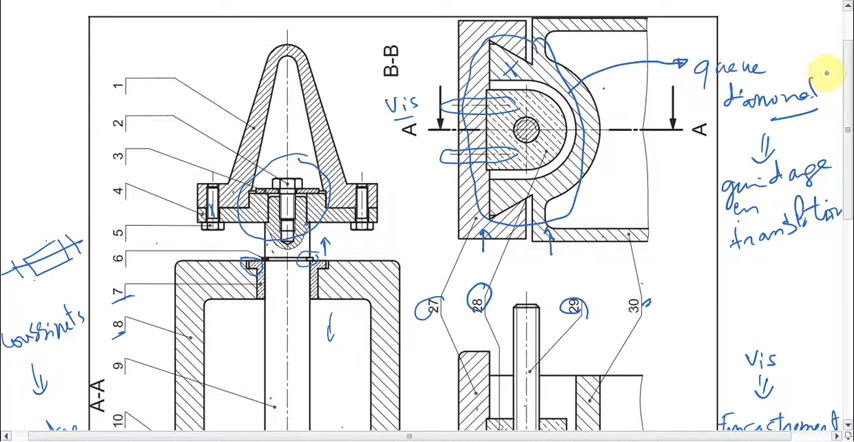 1
2
3
4
5
6
7
8
9
10
A-A
coussinets
B-B
vis
A
A
27
28
29
30
queue
guidage
en
translation
vis
Encastrement